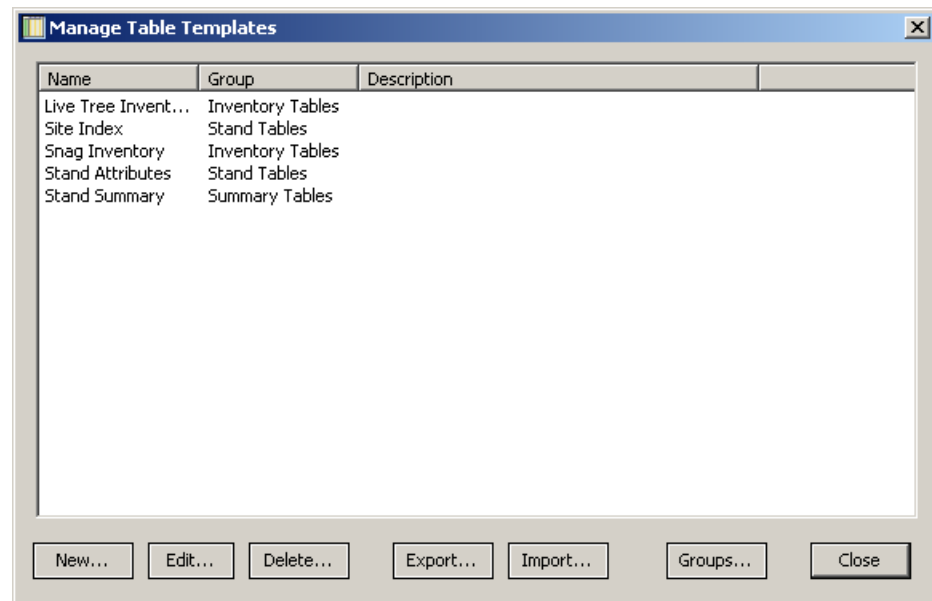 Manage Table Templates
Name Group Description
Live Tree Invent... Inventory Tables
Site Index Stand Tables
Snag Inventory Inventory Tables
Stand Attributes Stand Tables
Stand Summary Summary Tables
New... Edit... Delete... Export... Import... Groups... Close